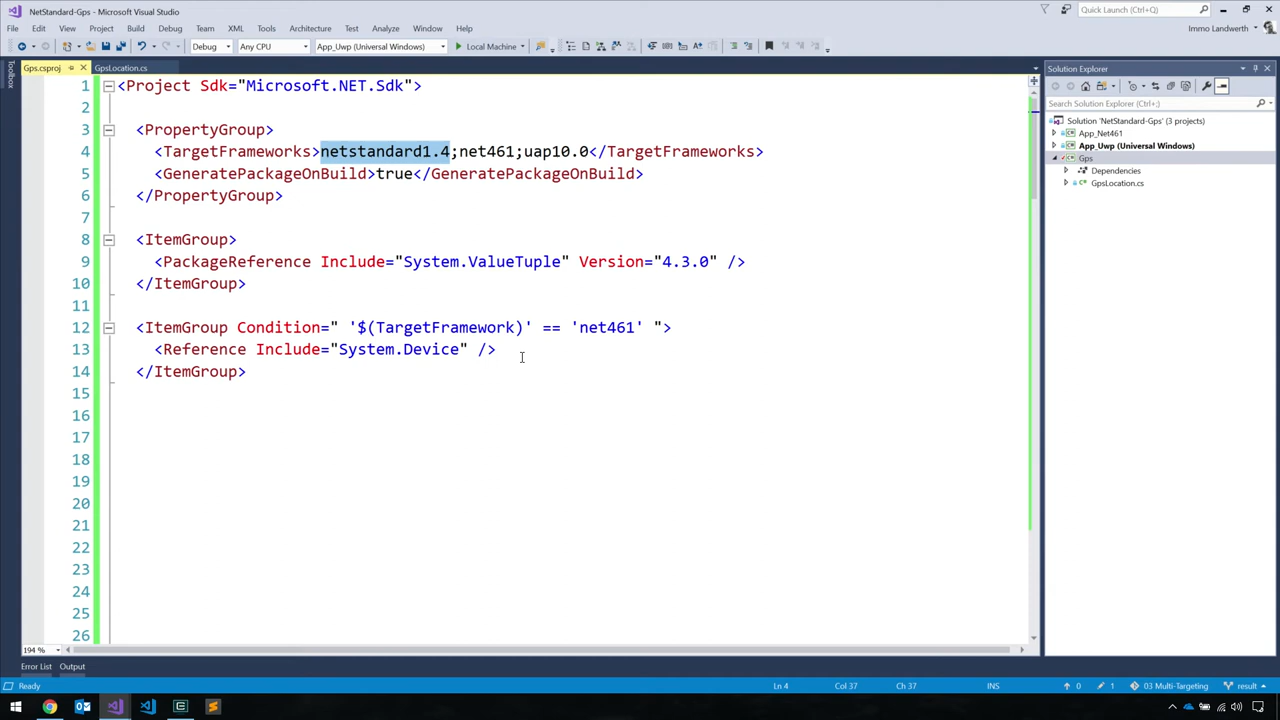 NetStandard-Gps - Microsoft Visual Studio
Quick Launch (Ctrl+Q)
File Edit View Project Build Debug Team XML Tools Test Analyze Window Help
Immo Landwerth
Debug Any CPU App_Uwp (Universal Windows) Local Machine
Toolbox
Gps.csproj GpsLocation.cs
1 <Project Sdk="Microsoft.NET.Sdk">
2
3 <PropertyGroup>
4 <TargetFrameworks>netstandard1.4;net461;uap10.0</TargetFrameworks>
5 <GeneratePackageOnBuild>true</GeneratePackageOnBuild>
6 </PropertyGroup>
7
8 <ItemGroup>
9 <PackageReference Include="System.ValueTuple" Version="4.3.0" />
10 </ItemGroup>
11
12 <ItemGroup Condition=" '$(TargetFramework)' == 'net461' ">
13 <Reference Include="System.Device" />
14 </ItemGroup>
15
16
17
18
19
20
21
22
23
24
25
26
194 %
Solution Explorer
Search Solution Explorer (Ctrl+;)
Solution 'NetStandard-Gps' (3 projects)
App_Net461
App_Uwp (Universal Windows)
Gps
Dependencies
GpsLocation.cs
Error List Output
Ready Ln 4 Col 37 Ch 37 INS 0 1 03 Multi-Targeting result